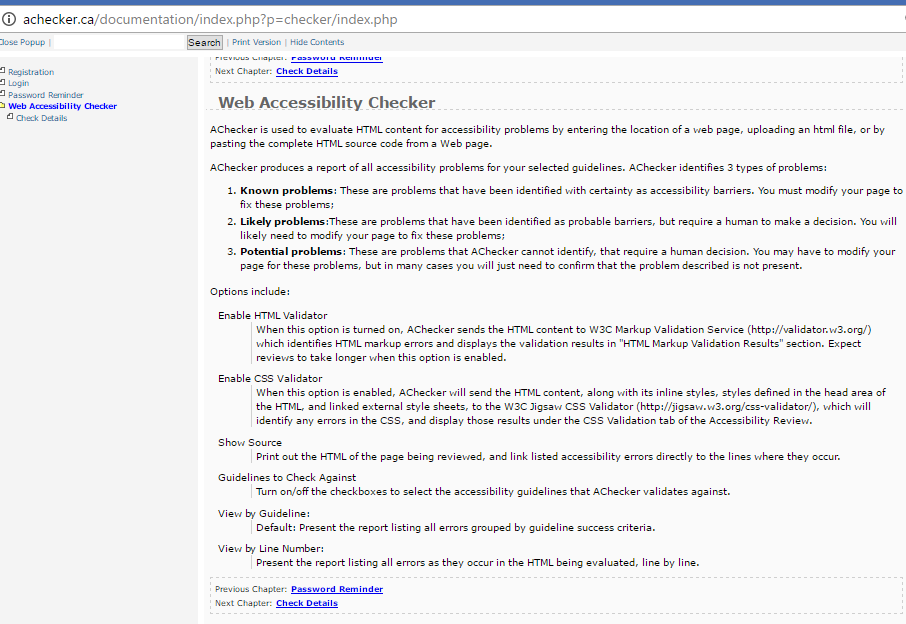 achecker.ca/documentation/index.php?p=checker/index.php
Close Popup | Search | Print Version | Hide Contents
Registration
Login
Password Reminder
Web Accessibility Checker
Check Details
Previous Chapter: Password Reminder
Next Chapter: Check Details
Web Accessibility Checker
AChecker is used to evaluate HTML content for accessibility problems by entering the location of a web page, uploading an html file, or by
pasting the complete HTML source code from a Web page.
AChecker produces a report of all accessibility problems for your selected guidelines. AChecker identifies 3 types of problems:
1. Known problems: These are problems that have been identified with certainty as accessibility barriers. You must modify your page to
fix these problems;
2. Likely problems:These are problems that have been identified as probable barriers, but require a human to make a decision. You will
likely need to modify your page to fix these problems;
3. Potential problems: These are problems that AChecker cannot identify, that require a human decision. You may have to modify your
page for these problems, but in many cases you will just need to confirm that the problem described is not present.
Options include:
Enable HTML Validator
When this option is turned on, AChecker sends the HTML content to W3C Markup Validation Service (http://validator.w3.org/)
which identifies HTML markup errors and displays the validation results in "HTML Markup Validation Results" section. Expect
reviews to take longer when this option is enabled.
Enable CSS Validator
When this option is enabled, AChecker will send the HTML content, along with its inline styles, styles defined in the head area of
the HTML, and linked external style sheets, to the W3C Jigsaw CSS Validator (http://jigsaw.w3.org/css-validator/), which will
identify any errors in the CSS, and display those results under the CSS Validation tab of the Accessibility Review.
Show Source
Print out the HTML of the page being reviewed, and link listed accessibility errors directly to the lines where they occur.
Guidelines to Check Against
Turn on/off the checkboxes to select the accessibility guidelines that AChecker validates against.
View by Guideline:
Default: Present the report listing all errors grouped by guideline success criteria.
View by Line Number:
Present the report listing all errors as they occur in the HTML being evaluated, line by line.
Previous Chapter: Password Reminder
Next Chapter: Check Details